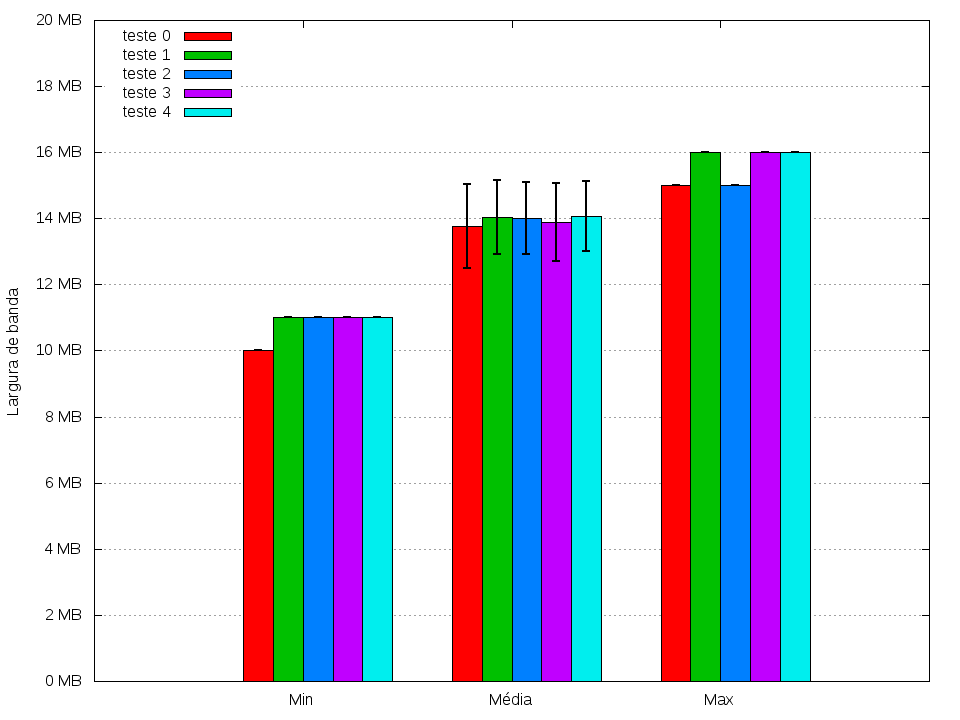 20 MB
18 MB
16 MB
14 MB
12 MB
10 MB
8 MB
6 MB
4 MB
2 MB
0 MB
Largura de banda
teste 0
teste 1
teste 2
teste 3
teste 4
Min
Média
Max